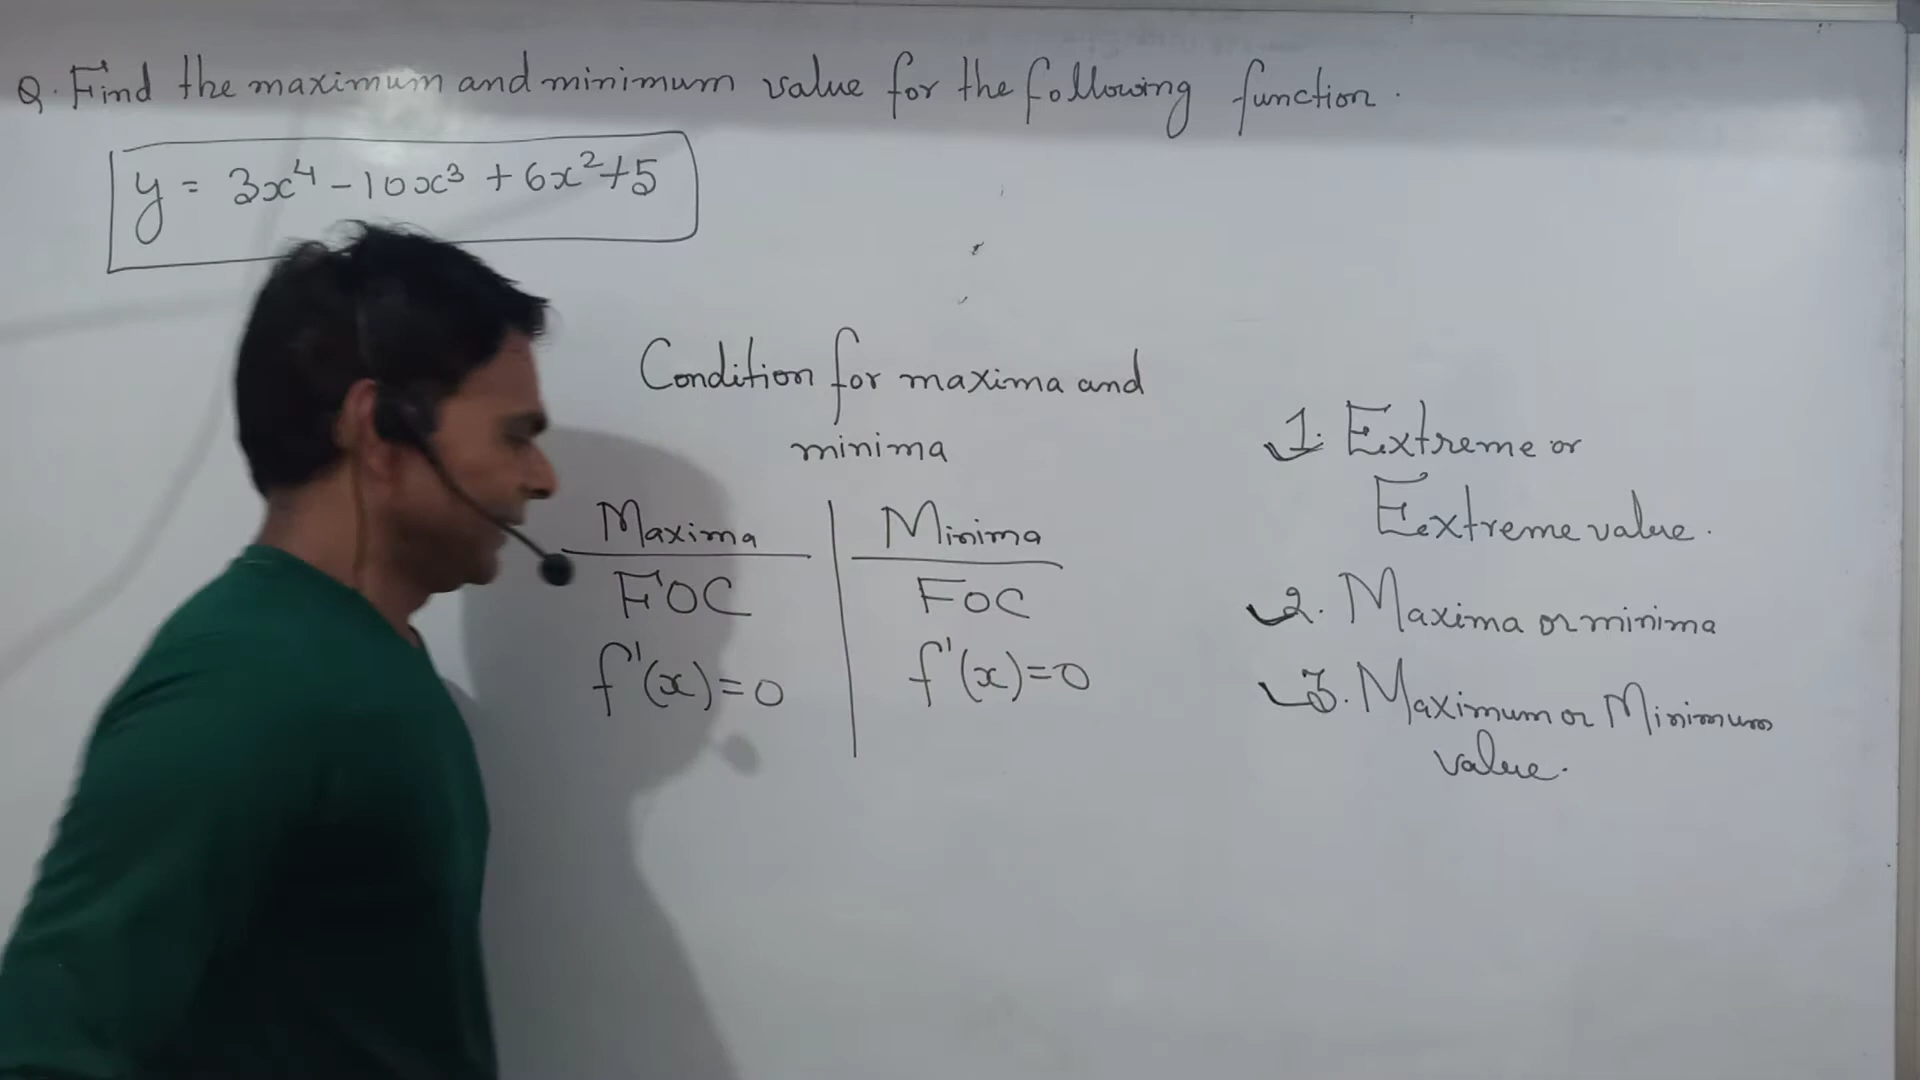 Q. Find the maximum and minimum value for the following function.
y = 3x⁴ - 10x³ + 6x² + 5
Condition for maxima and
minima
Maxima
FOC
f'(x)=0
Minima
FOC
f'(x)=0
1. Extreme or
Extreme value.
2. Maxima or minima
3. Maximum or Minimum
value.